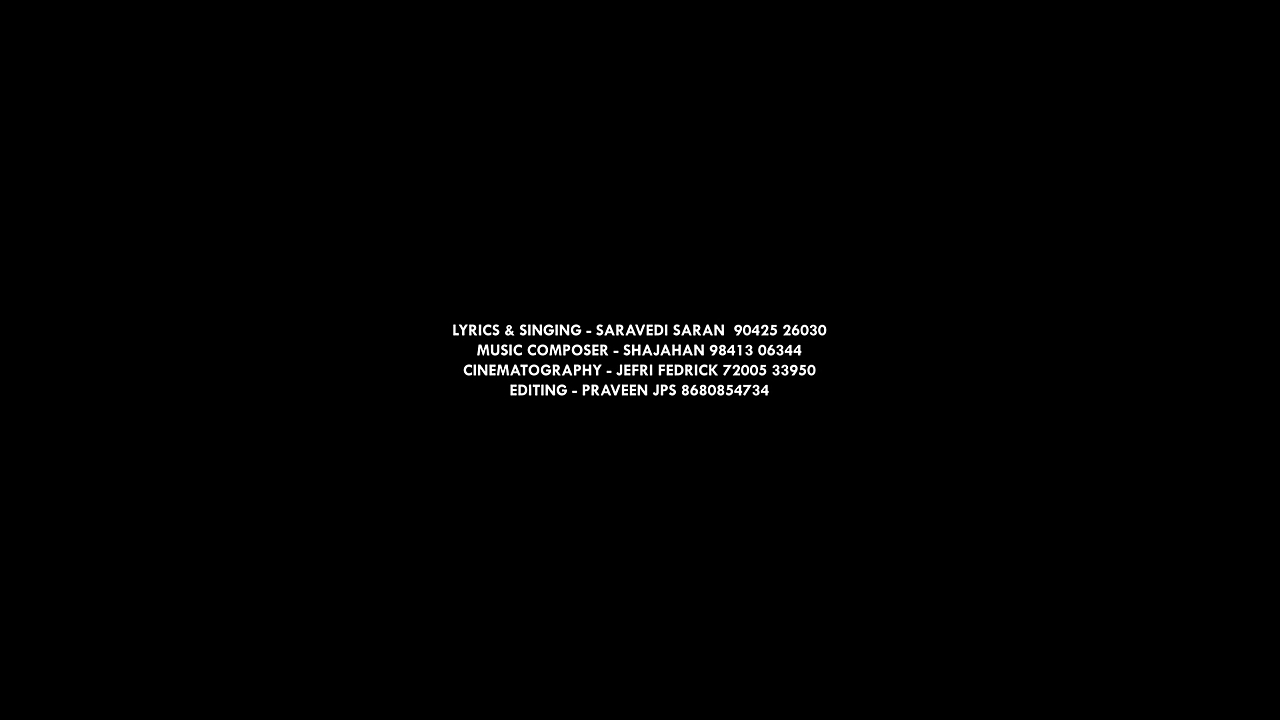 LYRICS & SINGING - SARAVEDI SARAN  90425 26030
MUSIC COMPOSER - SHAJAHAN 98413 06344
CINEMATOGRAPHY - JEFRI FEDRICK 72005 33950
EDITING - PRAVEEN JPS 8680854734